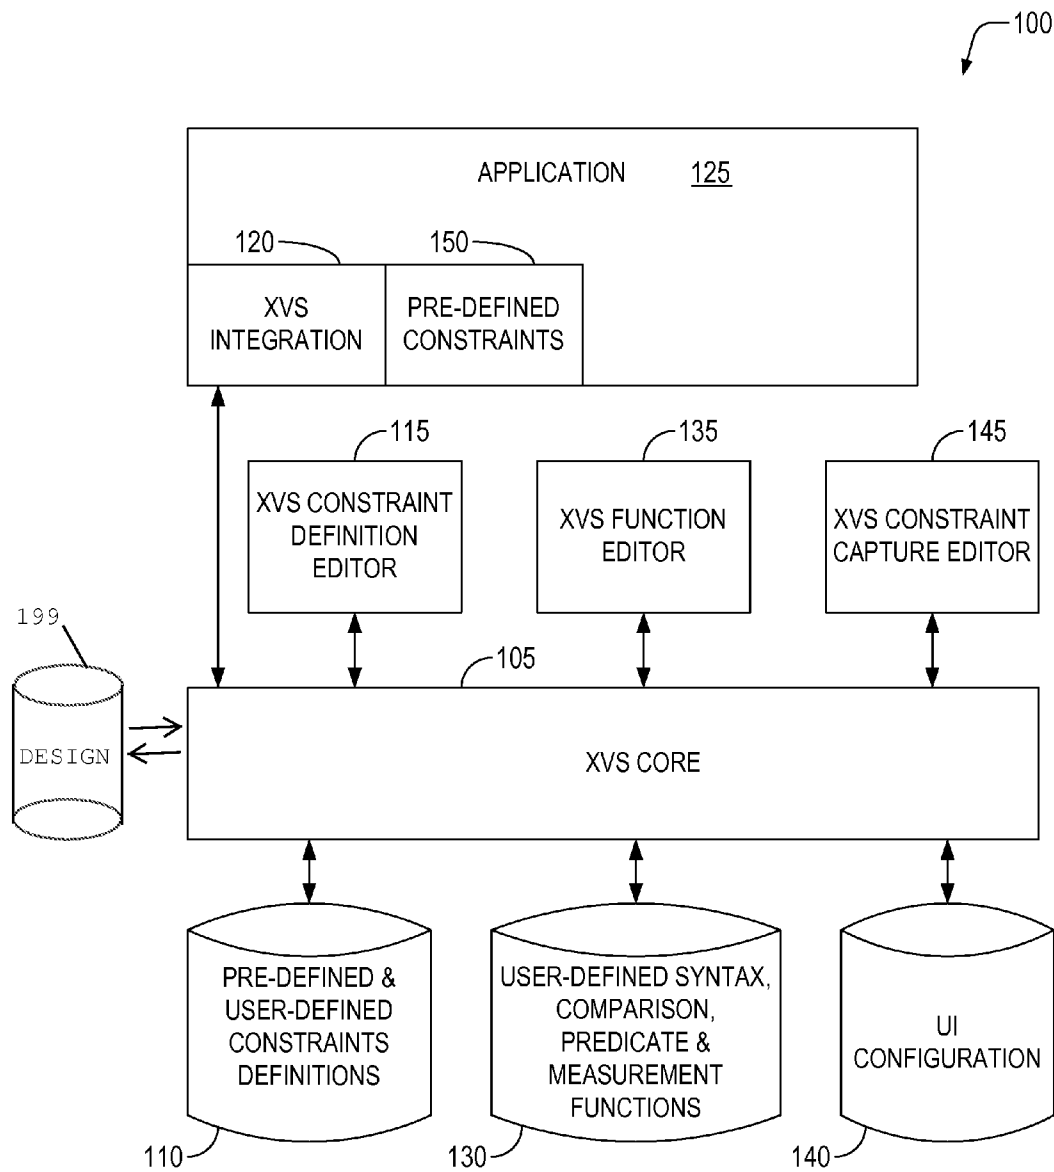 100
APPLICATION 125
120
150
XVS
INTEGRATION
PRE-DEFINED
CONSTRAINTS
115
135
145
XVS CONSTRAINT
DEFINITION
EDITOR
XVS FUNCTION
EDITOR
XVS CONSTRAINT
CAPTURE EDITOR
199
DESIGN
105
XVS CORE
PRE-DEFINED &
USER-DEFINED
CONSTRAINTS
DEFINITIONS
USER-DEFINED SYNTAX,
COMPARISON,
PREDICATE &
MEASUREMENT
FUNCTIONS
UI
CONFIGURATION
110
130
140